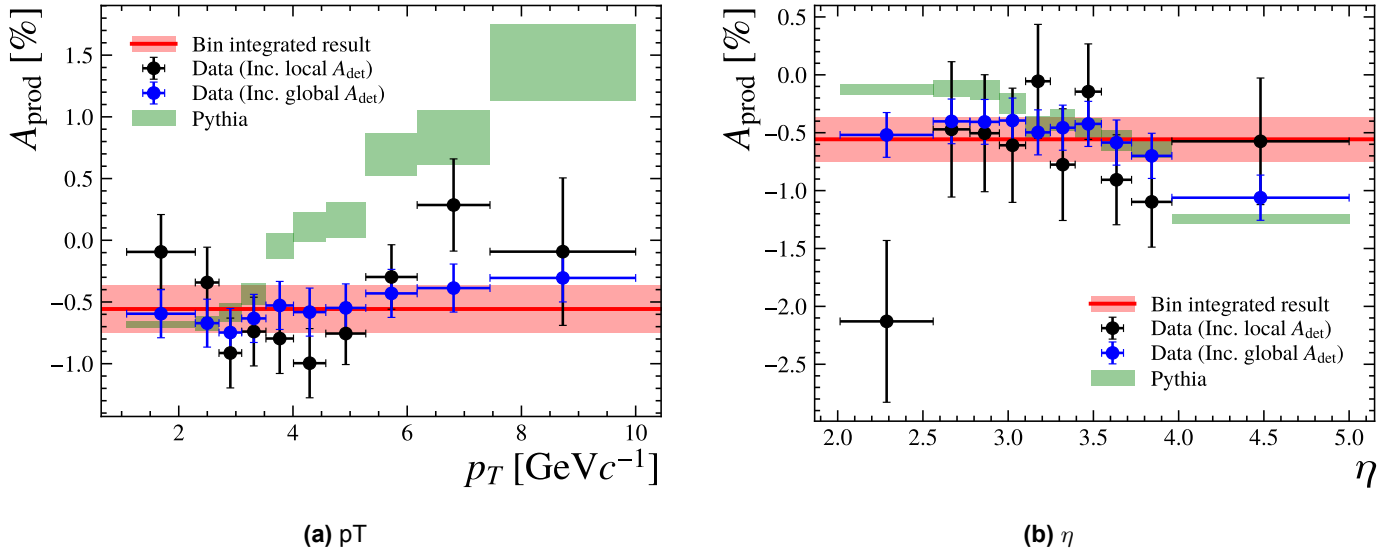 A_prod [%]
1.5
1.0
0.5
0.0
−0.5
−1.0
Bin integrated result
Data (Inc. local A_det)
Data (Inc. global A_det)
Pythia
2 4 6 8 10
p_T [GeVc⁻¹]
(a) pT
A_prod [%]
0.5
0.0
−0.5
−1.0
−1.5
−2.0
−2.5
Bin integrated result
Data (Inc. local A_det)
Data (Inc. global A_det)
Pythia
2.0 2.5 3.0 3.5 4.0 4.5 5.0
η
(b) η